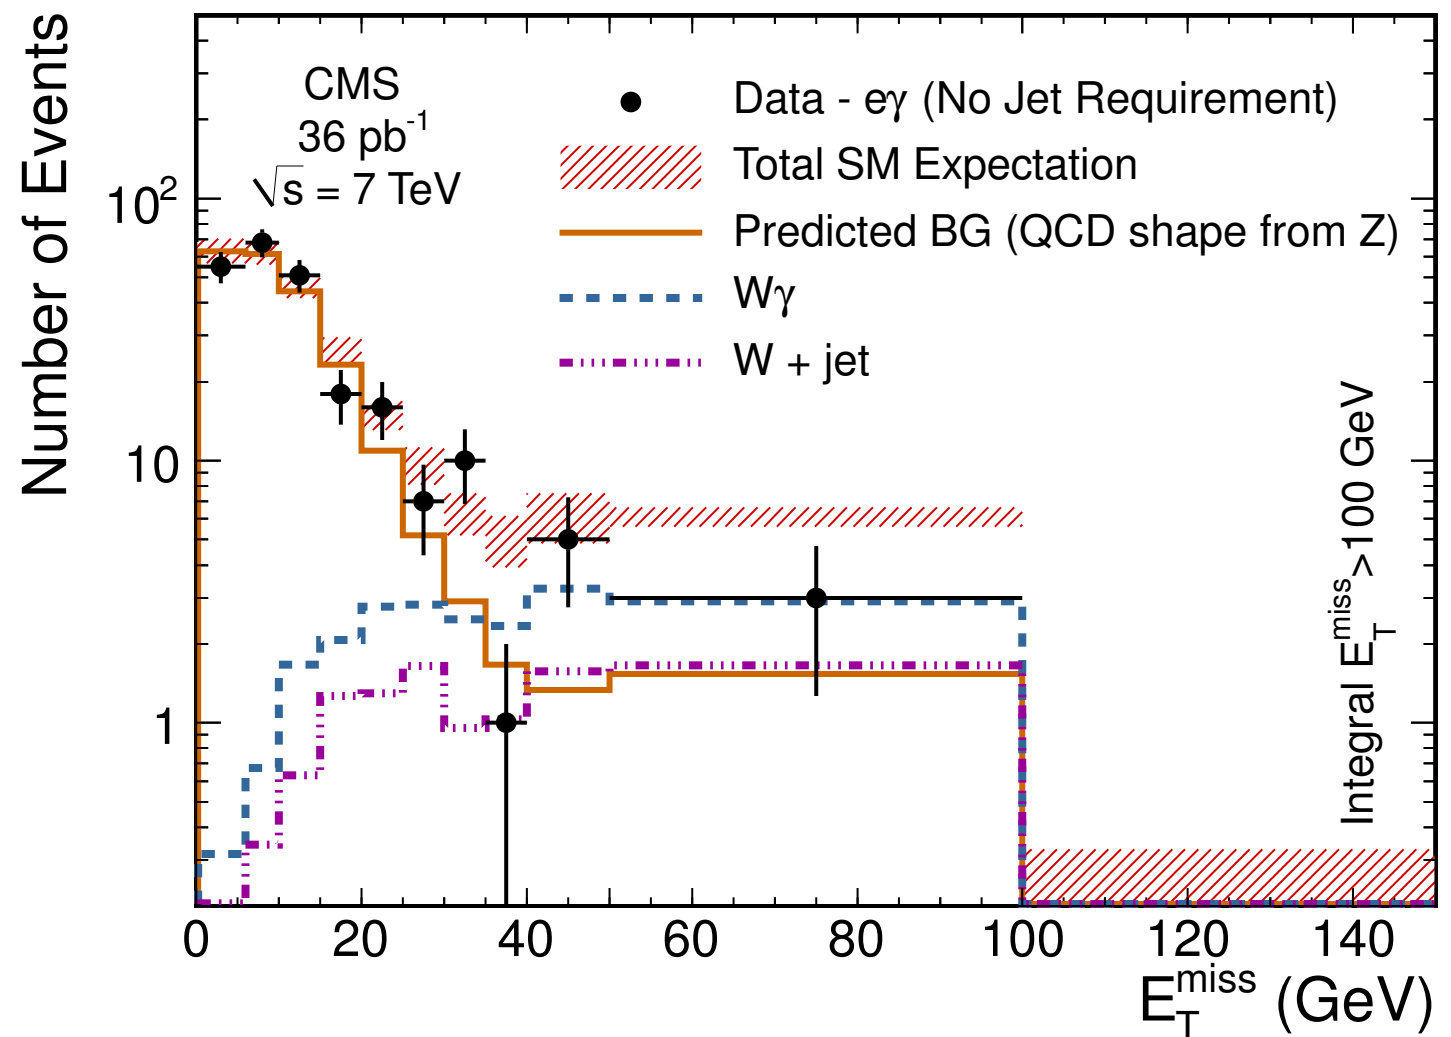 Number of Events
CMS
36 pb⁻¹
√s = 7 TeV
Data - eγ (No Jet Requirement)
Total SM Expectation
Predicted BG (QCD shape from Z)
Wγ
W + jet
10²
10
1
Integral E_T^miss>100 GeV
0 20 40 60 80 100 120 140
E_T^miss (GeV)